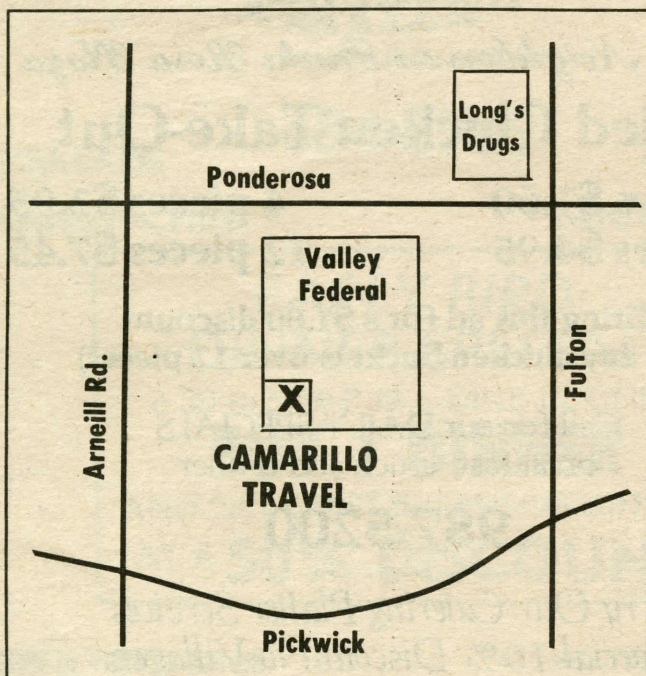 Long's
Drugs
Ponderosa
Valley
Federal
Arneill Rd.
X
Fulton
CAMARILLO
TRAVEL
Pickwick